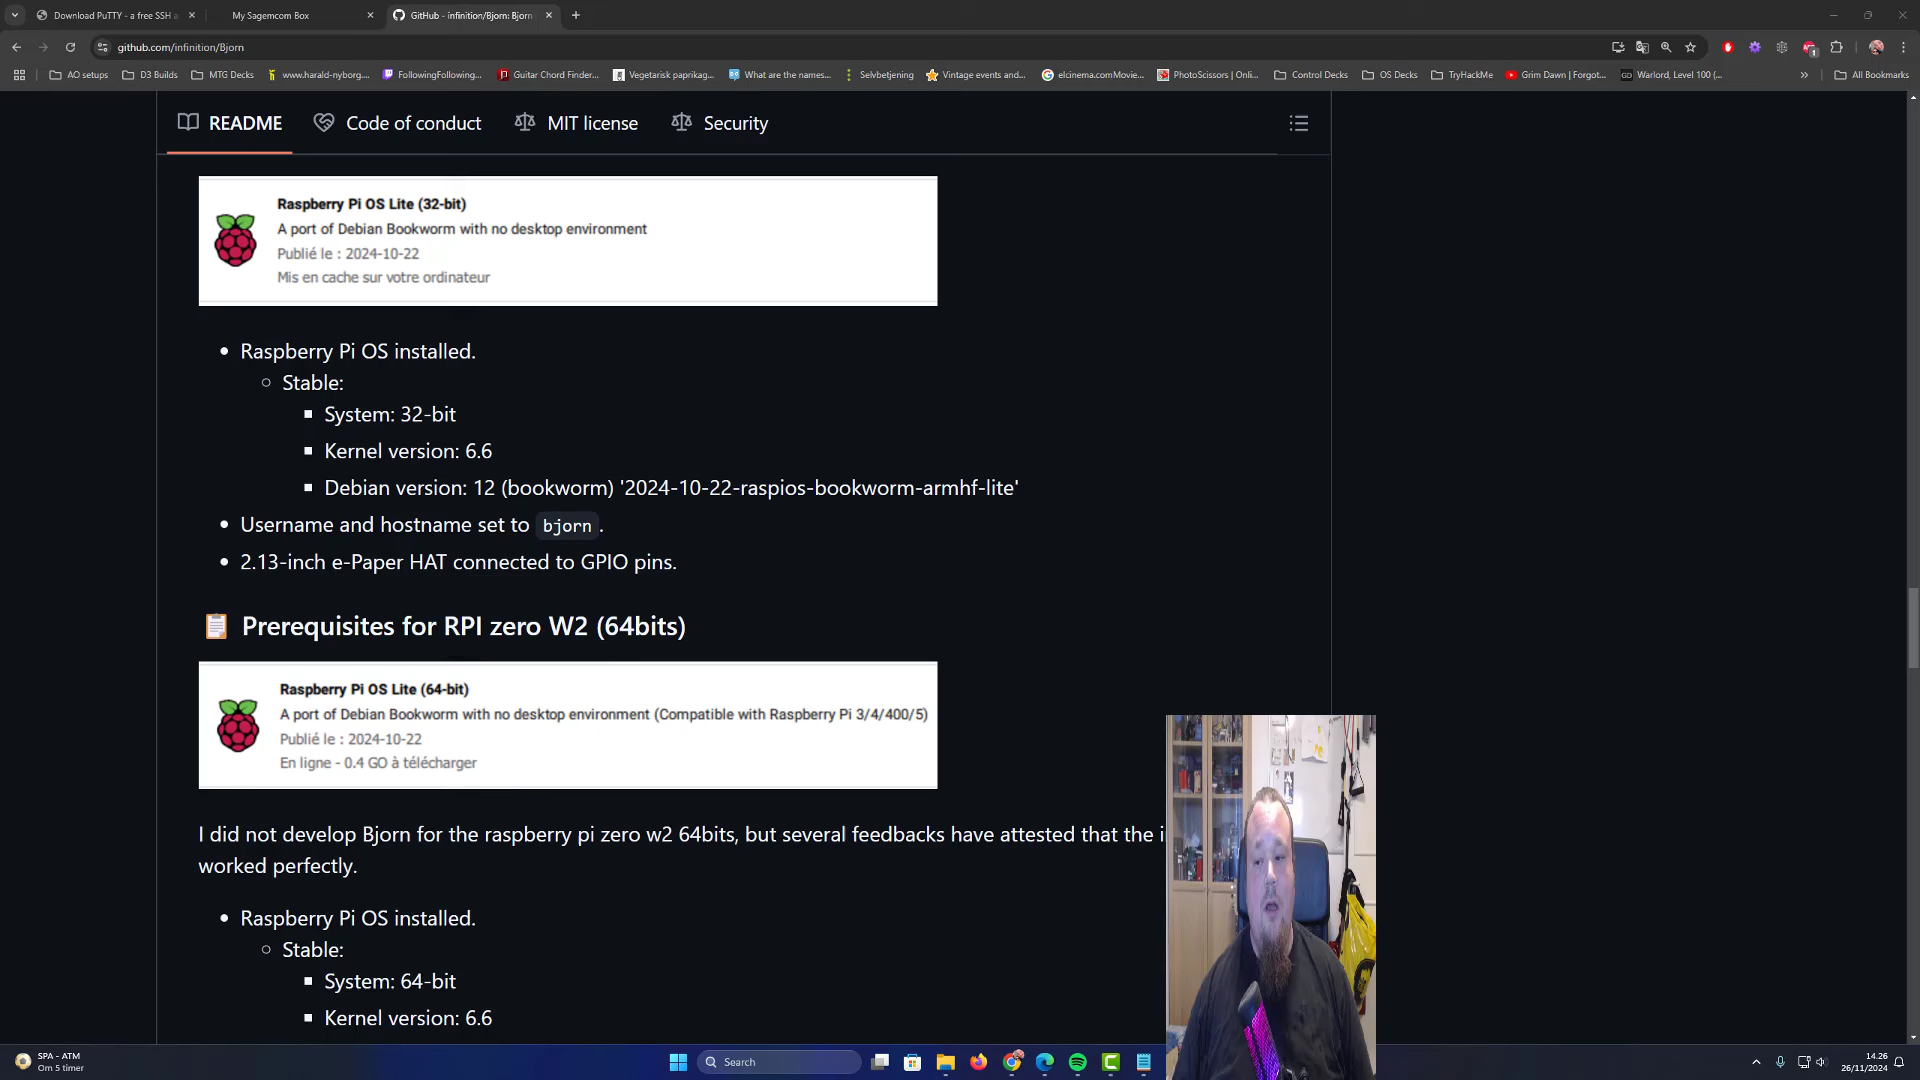 Download PuTTY - a free SSH a
My Sagemcom Box
GitHub - infinition/Bjorn: Bjorn
github.com/infinition/Bjorn
AO setups
D3 Builds
MTG Decks
www.harald-nyborg....
FollowingFollowing...
Guitar Chord Finder...
Vegetarisk paprikag...
What are the names...
Selvbetjening
Vintage events and...
elcinema.comMovie...
PhotoScissors | Onli...
Control Decks
OS Decks
TryHackMe
Grim Dawn | Forgot...
Warlord, Level 100 (...
All Bookmarks
README
Code of conduct
MIT license
Security
Raspberry Pi OS Lite (32-bit)
A port of Debian Bookworm with no desktop environment
Publié le : 2024-10-22
Mis en cache sur votre ordinateur
Raspberry Pi OS installed.
Stable:
System: 32-bit
Kernel version: 6.6
Debian version: 12 (bookworm) '2024-10-22-raspios-bookworm-armhf-lite'
Username and hostname set to bjorn.
2.13-inch e-Paper HAT connected to GPIO pins.
Prerequisites for RPI zero W2 (64bits)
Raspberry Pi OS Lite (64-bit)
A port of Debian Bookworm with no desktop environment (Compatible with Raspberry Pi 3/4/400/5)
Publié le : 2024-10-22
En ligne - 0.4 GO à télécharger
I did not develop Bjorn for the raspberry pi zero w2 64bits, but several feedbacks have attested that the i
worked perfectly.
Raspberry Pi OS installed.
Stable:
System: 64-bit
Kernel version: 6.6
SPA - ATM
Om 5 timer
Search
14.26
26/11/2024